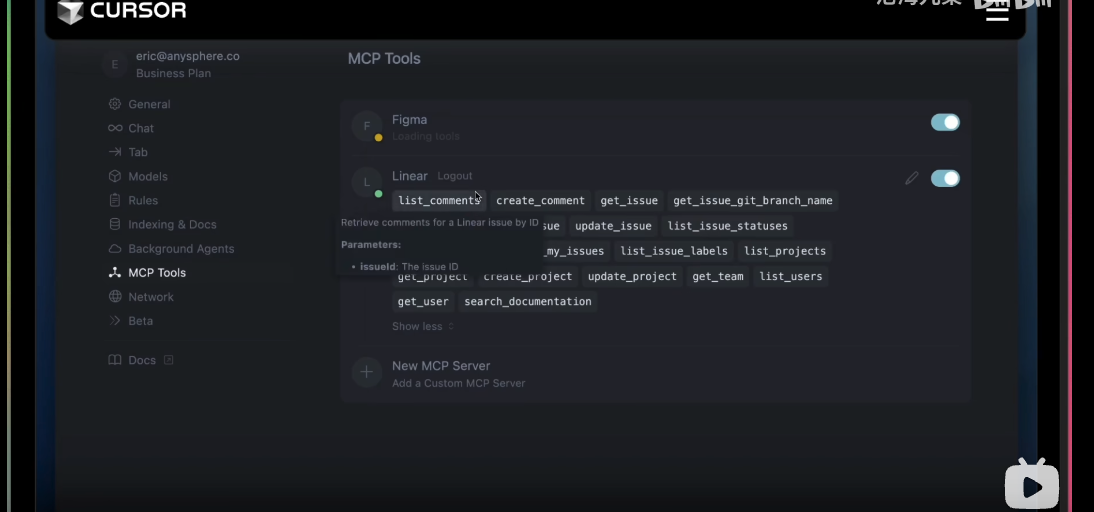 CURSOR
eric@anysphere.co
Business Plan
General
Chat
Tab
Models
Rules
Indexing & Docs
Background Agents
MCP Tools
Network
Beta
Docs
MCP Tools
F
Figma
Loading tools
L
Linear Logout
list_comments create_comment get_issue get_issue_git_branch_name
Retrieve comments for a Linear issue by ID
sue update_issue list_issue_statuses
Parameters:
_my_issues list_issue_labels list_projects
• issueId: The issue ID
get_project create_project update_project get_team list_users
get_user search_documentation
Show less
New MCP Server
Add a Custom MCP Server
E